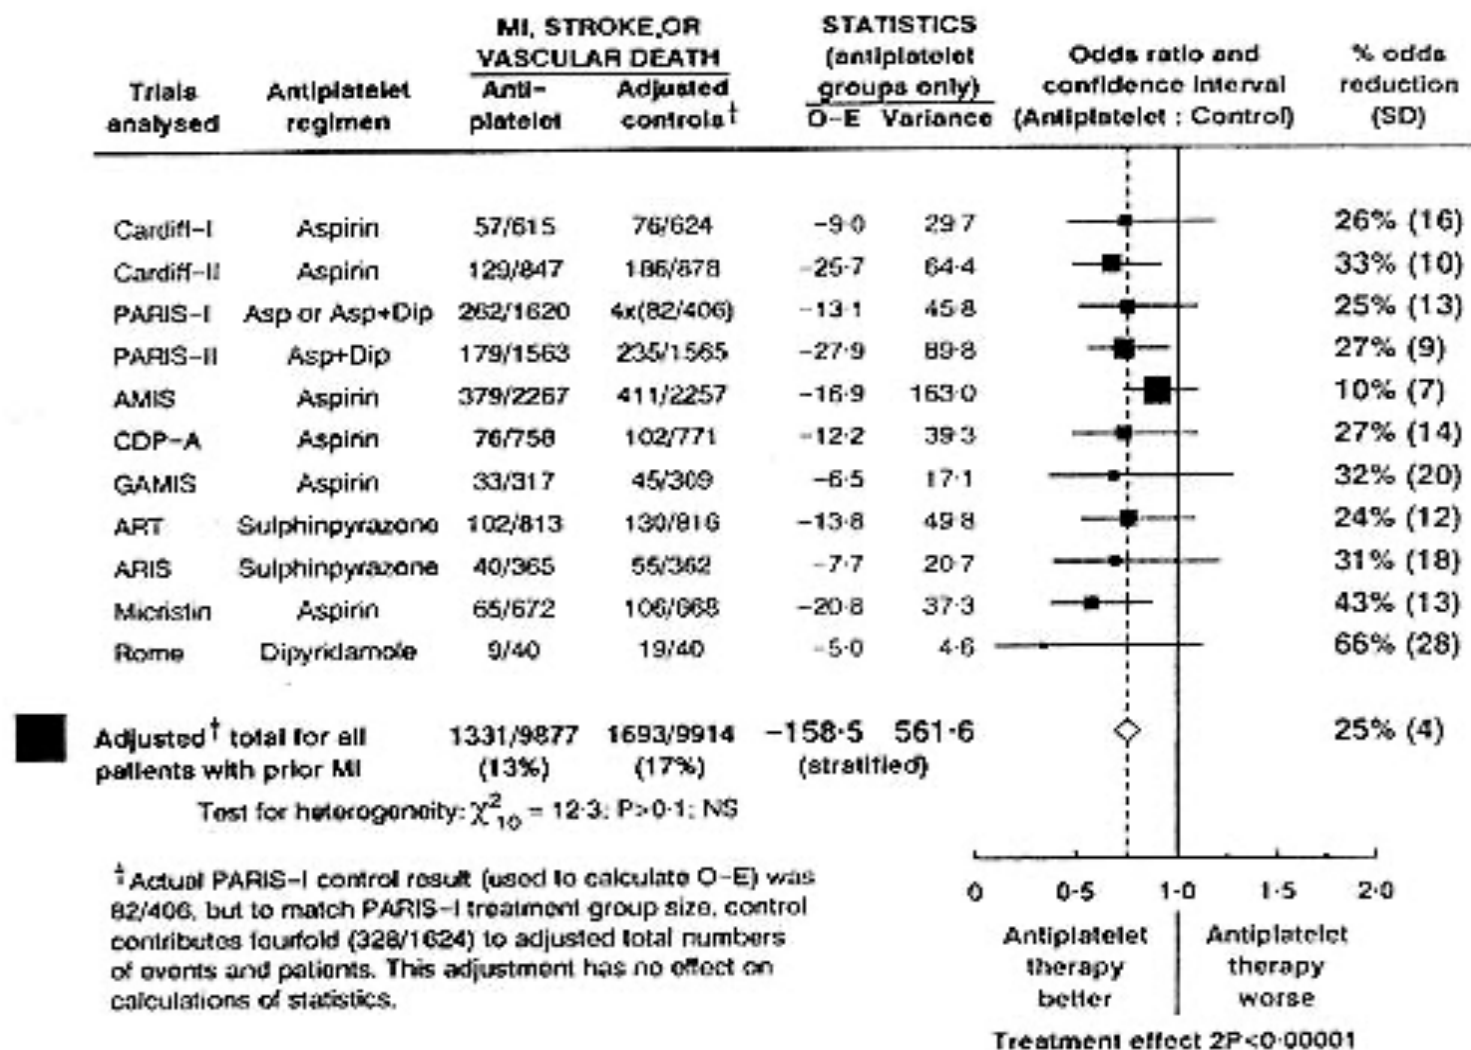 MI, STROKE, OR VASCULAR DEATH
STATISTICS (antiplatelet groups only)
Trials analysed Antiplatelet regimen Anti-platelet Adjusted controls† O-E Variance Odds ratio and confidence interval (Antiplatelet : Control) % odds reduction (SD)
Cardiff-I Aspirin 57/615 76/624 -9·0 29·7 26% (16)
Cardiff-II Aspirin 129/847 186/878 -25·7 64·4 33% (10)
PARIS-I Asp or Asp+Dip 262/1620 4x(82/406) -13·1 45·8 25% (13)
PARIS-II Asp+Dip 179/1563 235/1565 -27·9 89·8 27% (9)
AMIS Aspirin 379/2267 411/2257 -16·9 163·0 10% (7)
CDP-A Aspirin 76/758 102/771 -12·2 39·3 27% (14)
GAMIS Aspirin 33/317 45/309 -6·5 17·1 32% (20)
ART Sulphinpyrazone 102/813 130/816 -13·8 49·8 24% (12)
ARIS Sulphinpyrazone 40/365 55/362 -7·7 20·7 31% (18)
Micristin Aspirin 65/672 106/668 -20·8 37·3 43% (13)
Rome Dipyridamole 9/40 19/40 -5·0 4·6 66% (28)
Adjusted† total for all 1331/9877 1693/9914 -158·5 561·6 25% (4)
patients with prior MI (13%) (17%) (stratified)
Test for heterogeneity: χ²₁₀ = 12·3; P>0·1; NS
‡Actual PARIS-I control result (used to calculate O-E) was
82/406, but to match PARIS-I treatment group size, control
contributes fourfold (328/1624) to adjusted total numbers
of events and patients. This adjustment has no effect on
calculations of statistics.
0 0·5 1·0 1·5 2·0
Antiplatelet therapy better
Antiplatelet therapy worse
Treatment effect 2P<0·00001